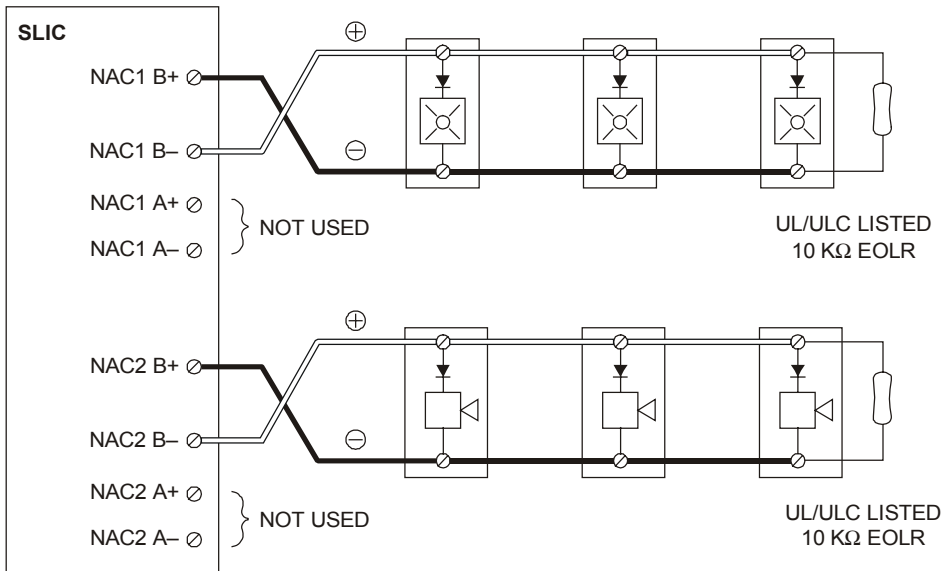 SLIC
⊕
NAC1 B+
NAC1 B–
⊖
NAC1 A+
NAC1 A–
NOT USED
UL/ULC LISTED
10 KΩ EOLR
⊕
NAC2 B+
NAC2 B–
⊖
NAC2 A+
NAC2 A–
NOT USED
UL/ULC LISTED
10 KΩ EOLR